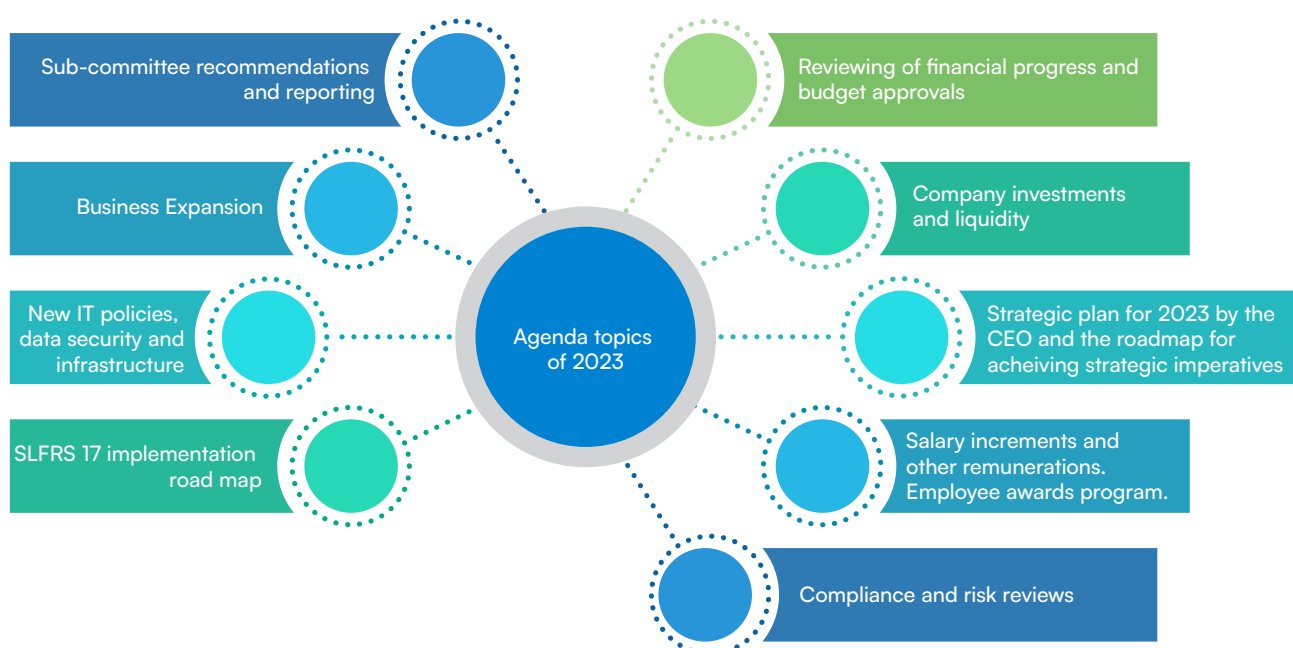 Sub-committee recommendations
and reporting
Reviewing of financial progress and
budget approvals
Business Expansion
Company investments
and liquidity
New IT policies,
data security and
infrastructure
Agenda topics
of 2023
Strategic plan for 2023 by the
CEO and the roadmap for
acheiving strategic imperatives
SLFRS 17 implementation
road map
Salary increments and
other remunerations.
Employee awards program.
Compliance and risk reviews